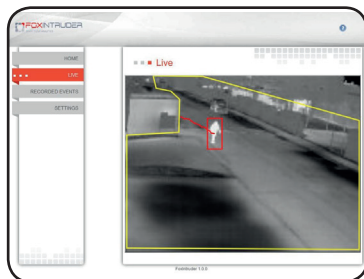 FOXINTRUDER
HOME
LIVE
RECORDED EVENTS
SETTINGS
Live
FoxIntruder 1.0.0